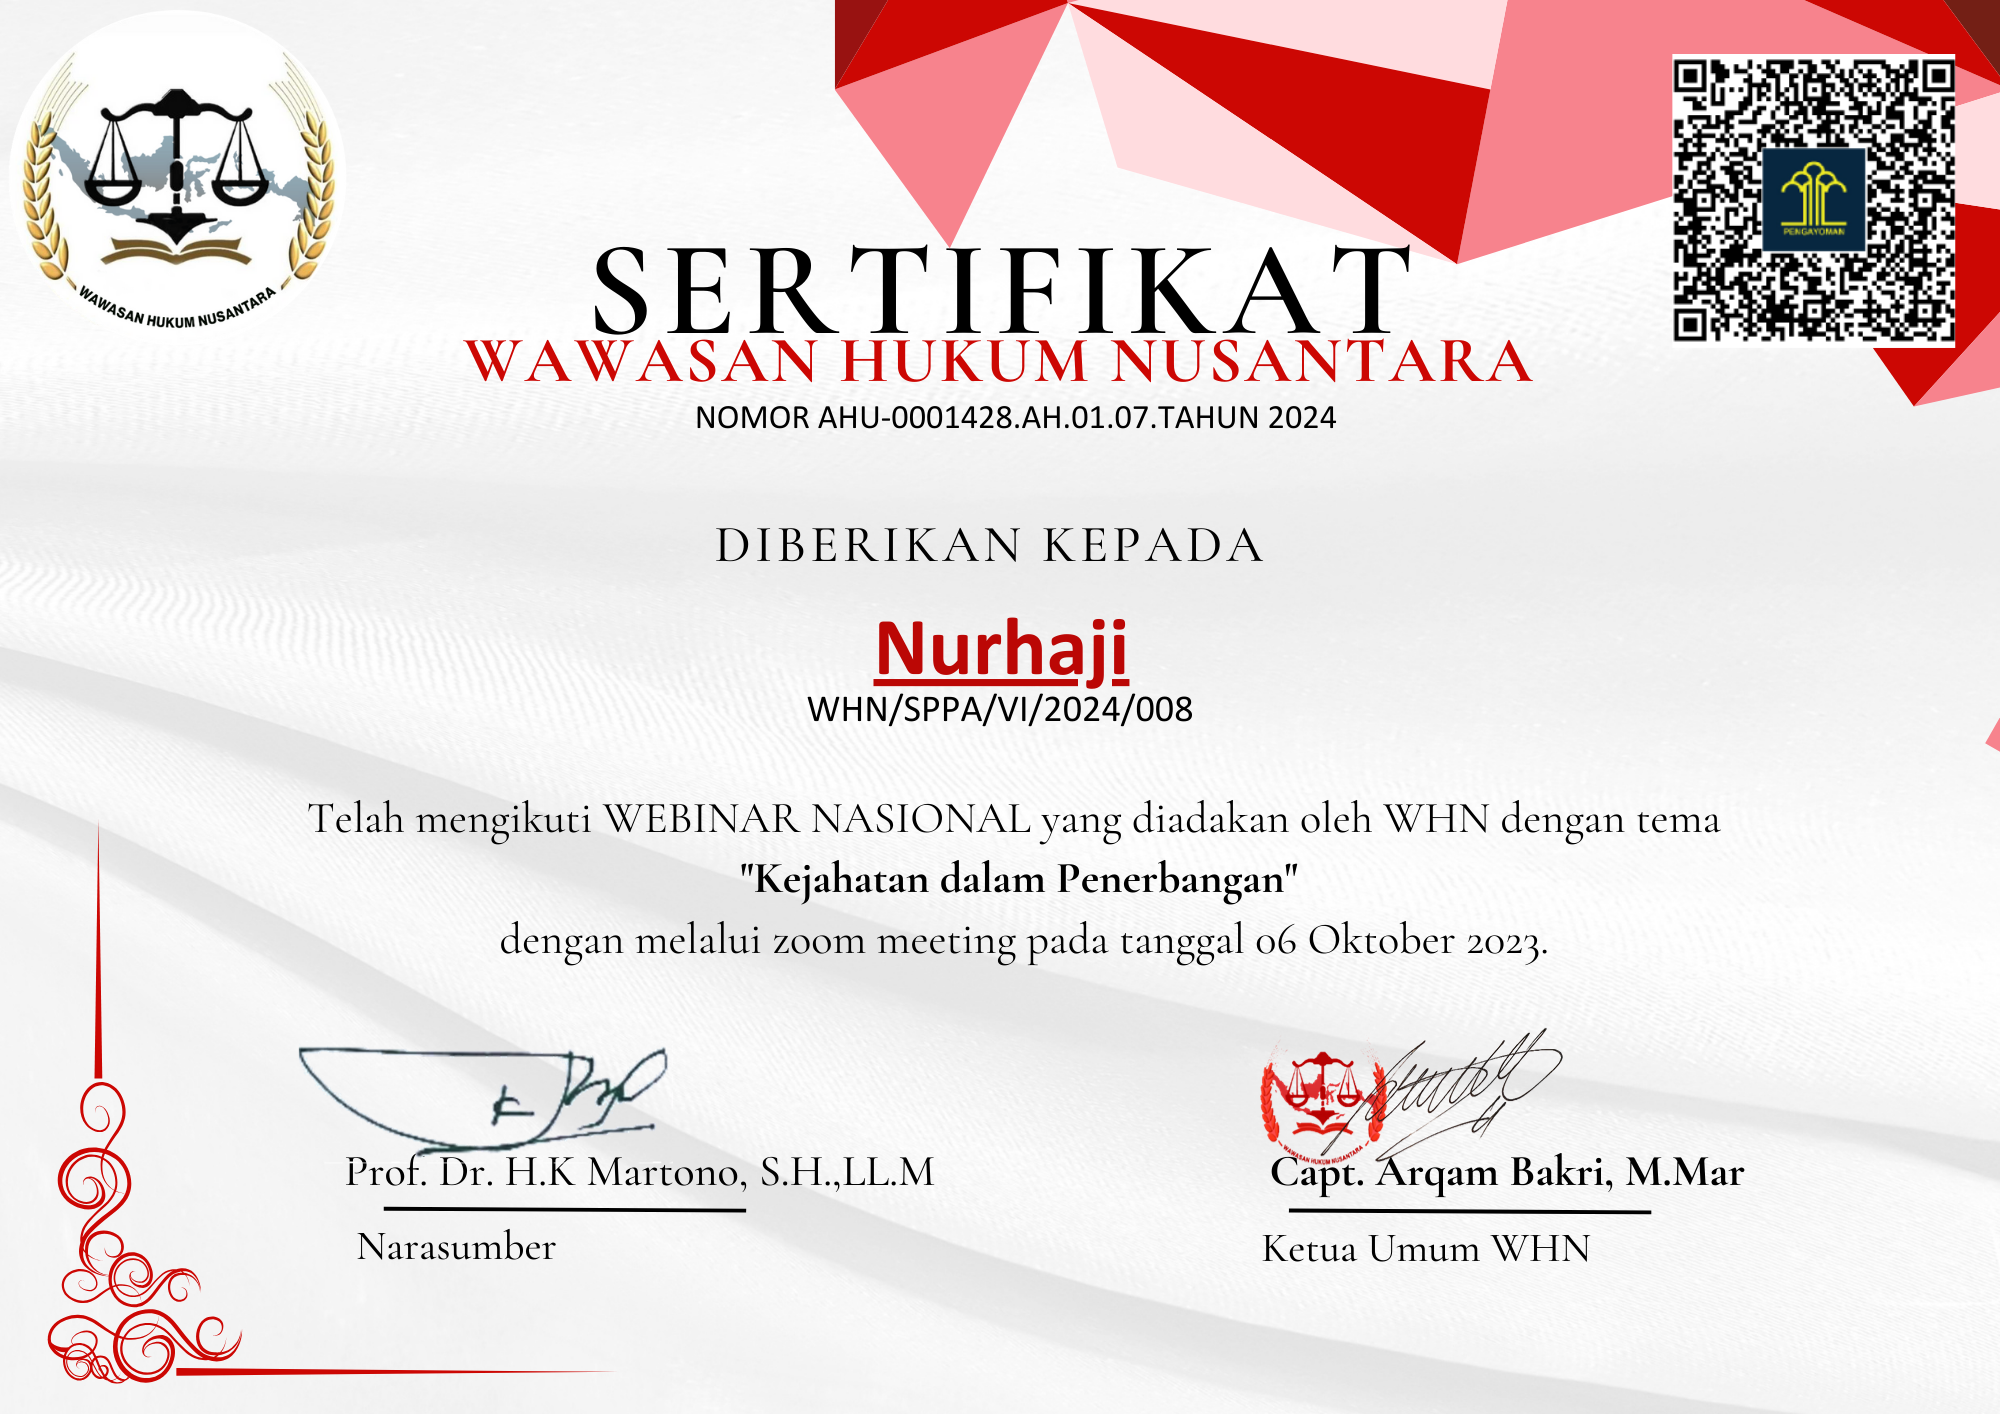 WAWASAN HUKUM NUSANTARA
PENGAYOMAN
SERTIFIKAT
WAWASAN HUKUM NUSANTARA
NOMOR AHU-0001428.AH.01.07.TAHUN 2024
DIBERIKAN KEPADA
Nurhaji
WHN/SPPA/VI/2024/008
Telah mengikuti WEBINAR NASIONAL yang diadakan oleh WHN dengan tema
"Kejahatan dalam Penerbangan"
dengan melalui zoom meeting pada tanggal 06 Oktober 2023.
WAWASAN HUKUM NUSANTARA
Prof. Dr. H.K Martono, S.H.,LL.M
Capt. Arqam Bakri, M.Mar
Narasumber
Ketua Umum WHN